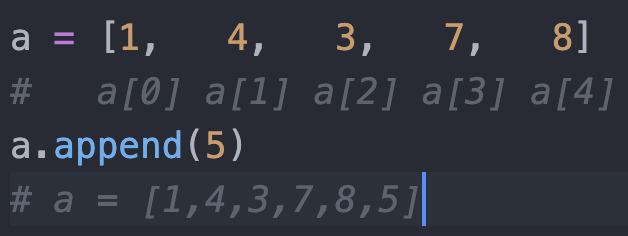 a = [1,   4,   3,   7,   8]
#   a[0] a[1] a[2] a[3] a[4]
a.append(5)
# a = [1,4,3,7,8,5]